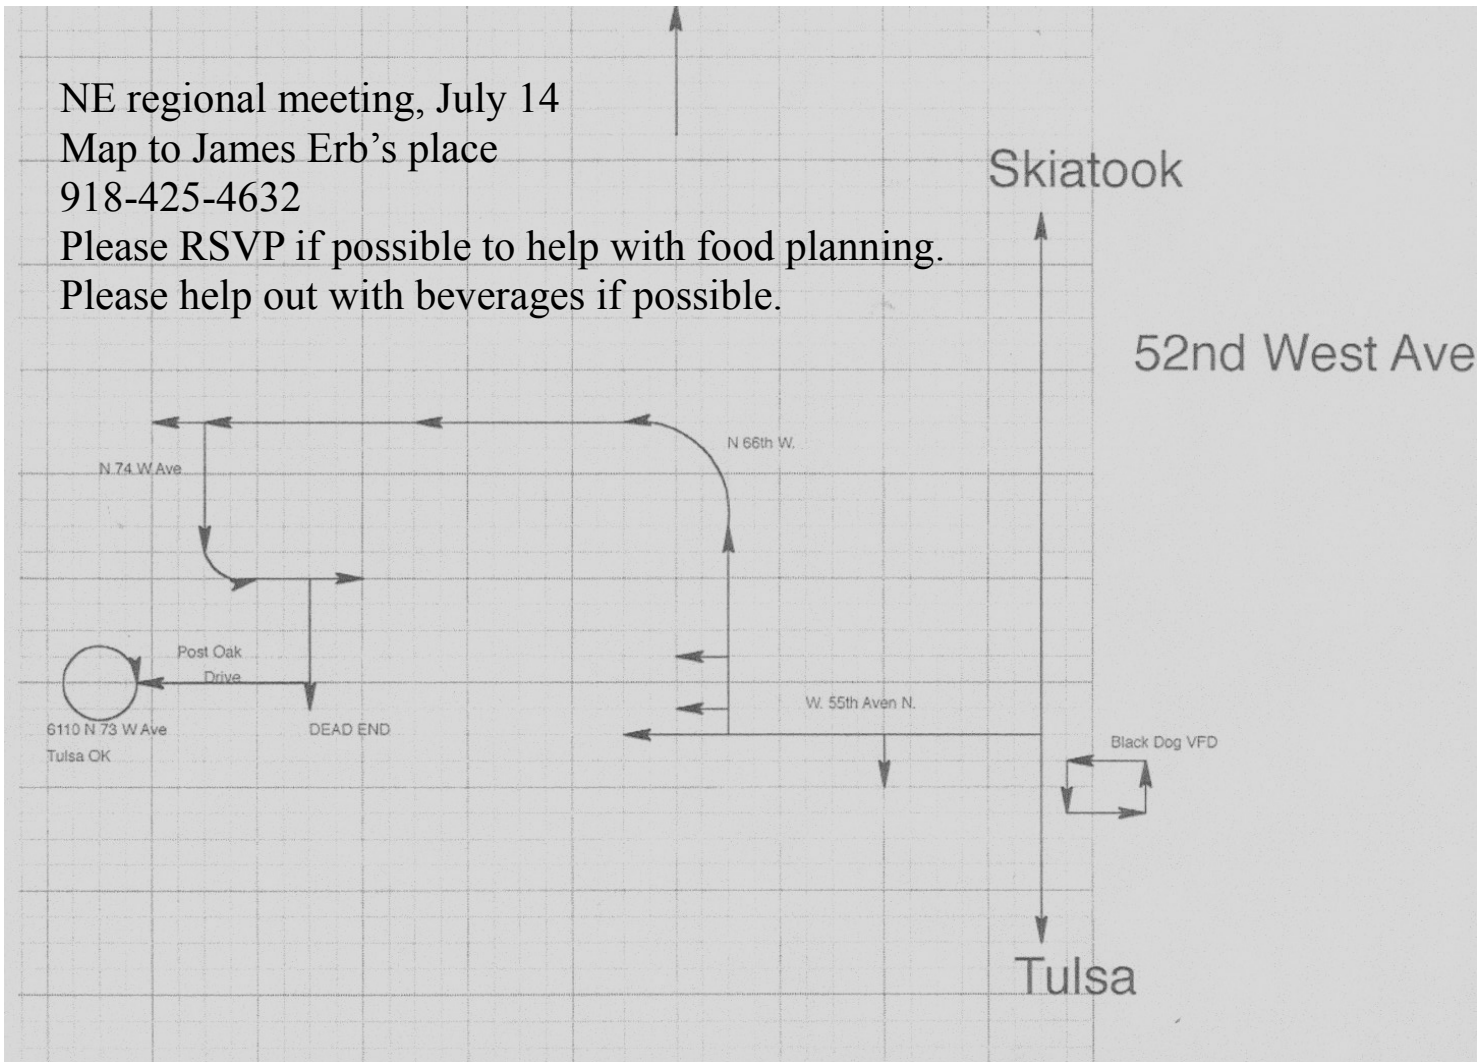 NE regional meeting, July 14
Map to James Erb’s place
918-425-4632
Please RSVP if possible to help with food planning.
Please help out with beverages if possible.
Skiatook
52nd West Ave
N 66th W.
N 74 W Ave
Post Oak
Drive
6110 N 73 W Ave
Tulsa OK
DEAD END
W. 55th Aven N.
Black Dog VFD
Tulsa